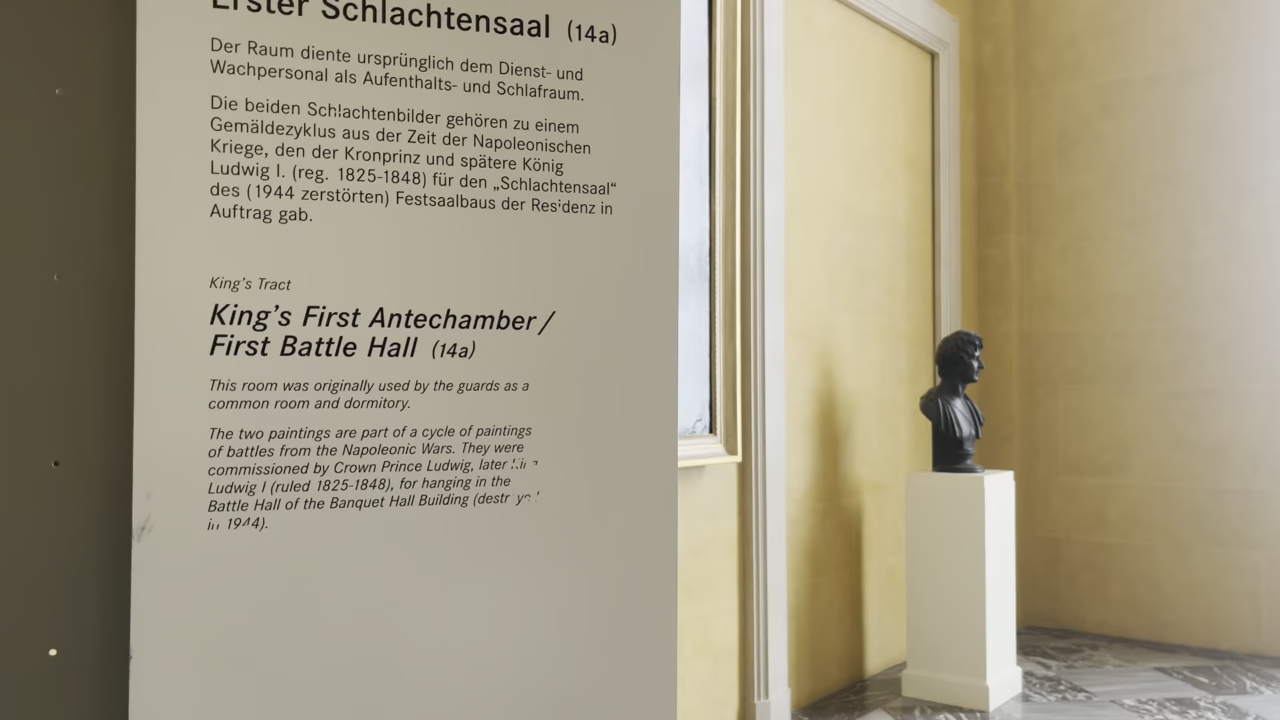 Erster Schlachtensaal (14a)
Der Raum diente ursprünglich dem Dienst- und
Wachpersonal als Aufenthalts- und Schlafraum.
Die beiden Schlachtenbilder gehören zu einem
Gemäldezyklus aus der Zeit der Napoleonischen
Kriege, den der Kronprinz und spätere König
Ludwig I. (reg. 1825-1848) für den „Schlachtensaal“
des (1944 zerstörten) Festsaalbaus der Residenz in
Auftrag gab.
King's Tract
King's First Antechamber /
First Battle Hall (14a)
This room was originally used by the guards as a
common room and dormitory.
The two paintings are part of a cycle of paintings
of battles from the Napoleonic Wars. They were
commissioned by Crown Prince Ludwig, later King
Ludwig I (ruled 1825-1848), for hanging in the
Battle Hall of the Banquet Hall Building (destroyed
in 1944).